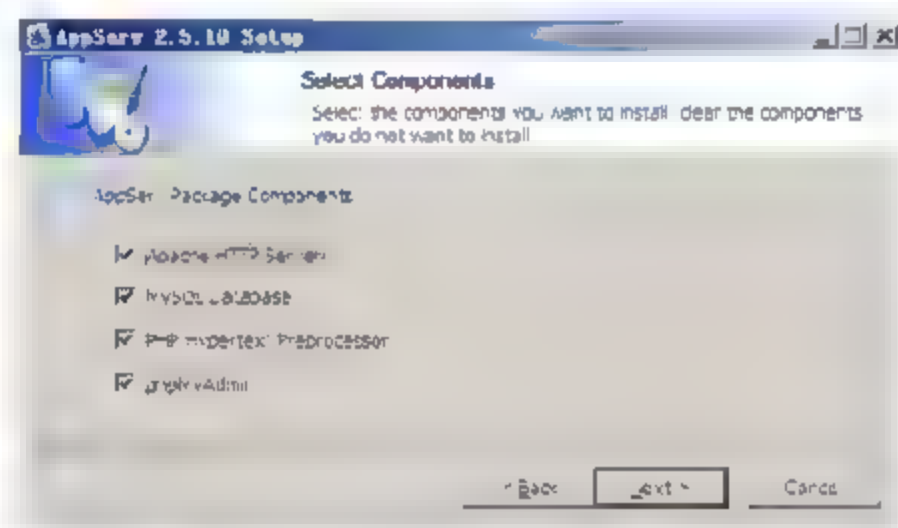 AppServ 2.5.10 Setup
Select Components
Select the components you want to install clear the components
you do not want to install
AppServ Package Components
Apache HTTP Server
MySQL Database
PHP Hypertext Preprocessor
phpMyAdmin
< Back
Next >
Cancel